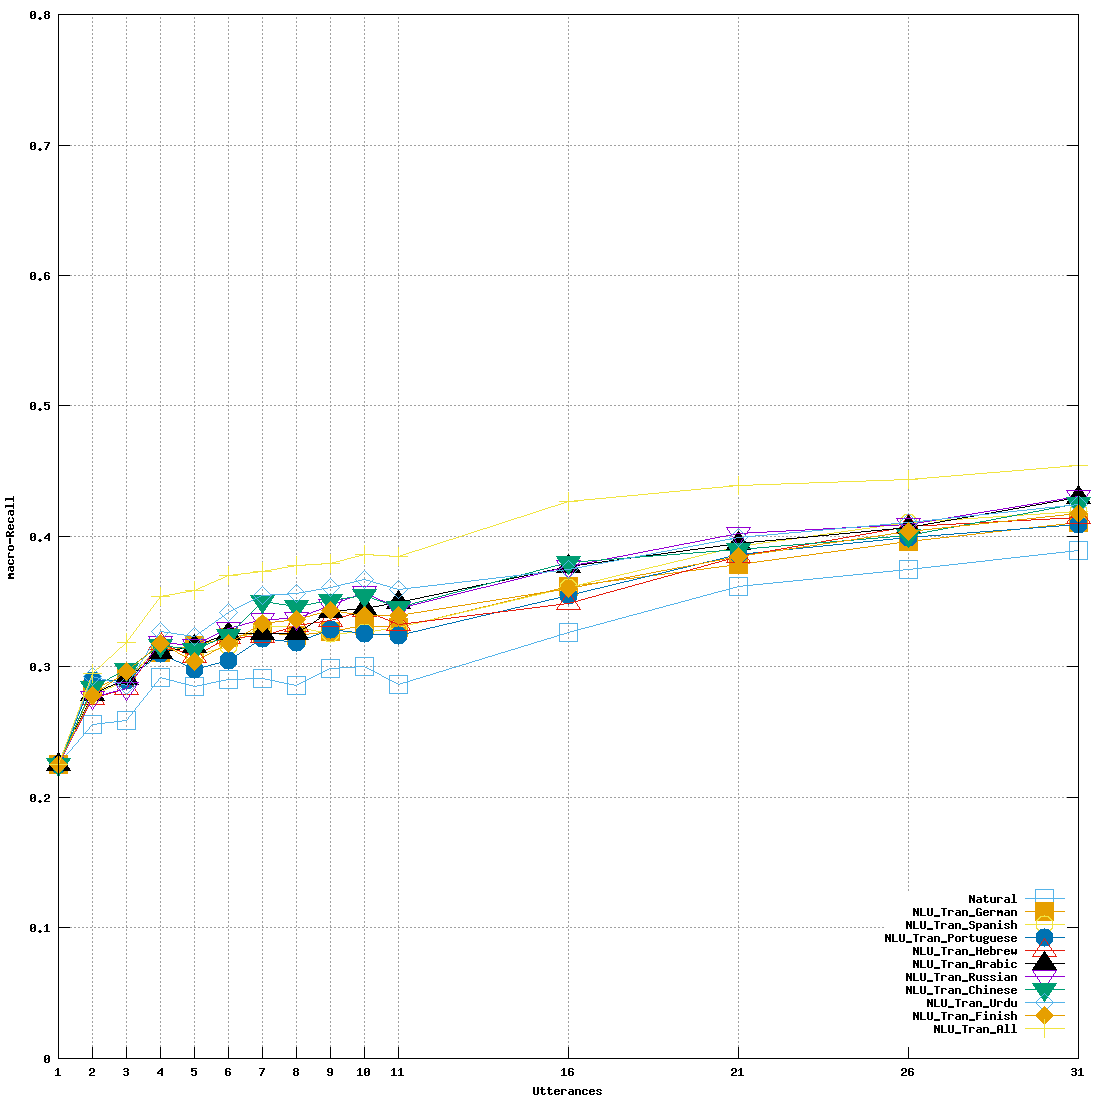 0.8
0.7
0.6
0.5
0.4
0.3
0.2
0.1
0
macro-Recall
1 2 3 4 5 6 7 8 9 10 11 16 21 26 31
Utterances
Natural
NLU_Tran_German
NLU_Tran_Spanish
NLU_Tran_Portuguese
NLU_Tran_Hebrew
NLU_Tran_Arabic
NLU_Tran_Russian
NLU_Tran_Chinese
NLU_Tran_Urdu
NLU_Tran_Finish
NLU_Tran_All